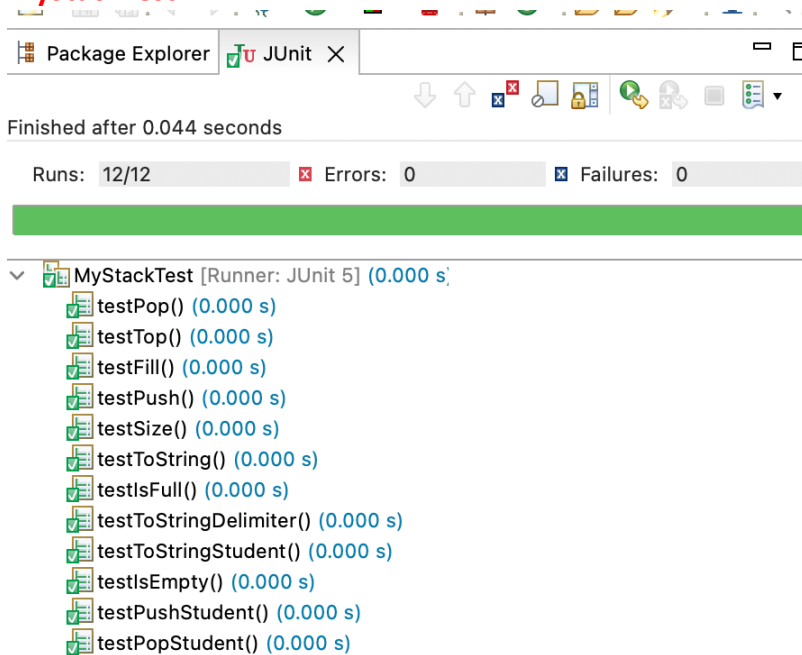 Package Explorer JUnit
Finished after 0.044 seconds
Runs: 12/12 Errors: 0 Failures: 0
MyStackTest [Runner: JUnit 5] (0.000 s)
testPop() (0.000 s)
testTop() (0.000 s)
testFill() (0.000 s)
testPush() (0.000 s)
testSize() (0.000 s)
testToString() (0.000 s)
testIsFull() (0.000 s)
testToStringDelimiter() (0.000 s)
testToStringStudent() (0.000 s)
testIsEmpty() (0.000 s)
testPushStudent() (0.000 s)
testPopStudent() (0.000 s)